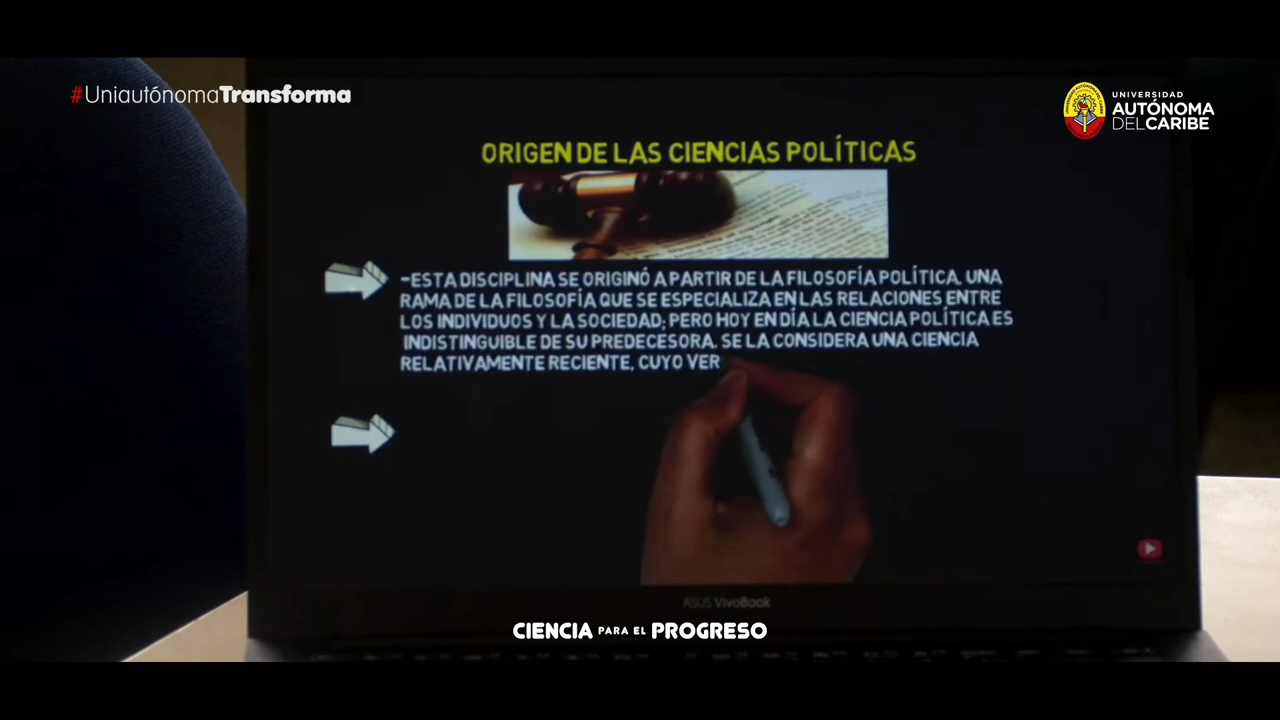 #UniautónomaTransforma
UNIVERSIDAD
AUTÓNOMA
DELCARIBE
ORIGEN DE LAS CIENCIAS POLÍTICAS
-ESTA DISCIPLINA SE ORIGINÓ A PARTIR DE LA FILOSOFÍA POLÍTICA, UNA
RAMA DE LA FILOSOFÍA QUE SE ESPECIALIZA EN LAS RELACIONES ENTRE
LOS INDIVIDUOS Y LA SOCIEDAD; PERO HOY EN DÍA LA CIENCIA POLÍTICA ES
INDISTINGUIBLE DE SU PREDECESORA. SE LA CONSIDERA UNA CIENCIA
RELATIVAMENTE RECIENTE, CUYO VER
ASUS VivoBook
CIENCIA PARA EL PROGRESO